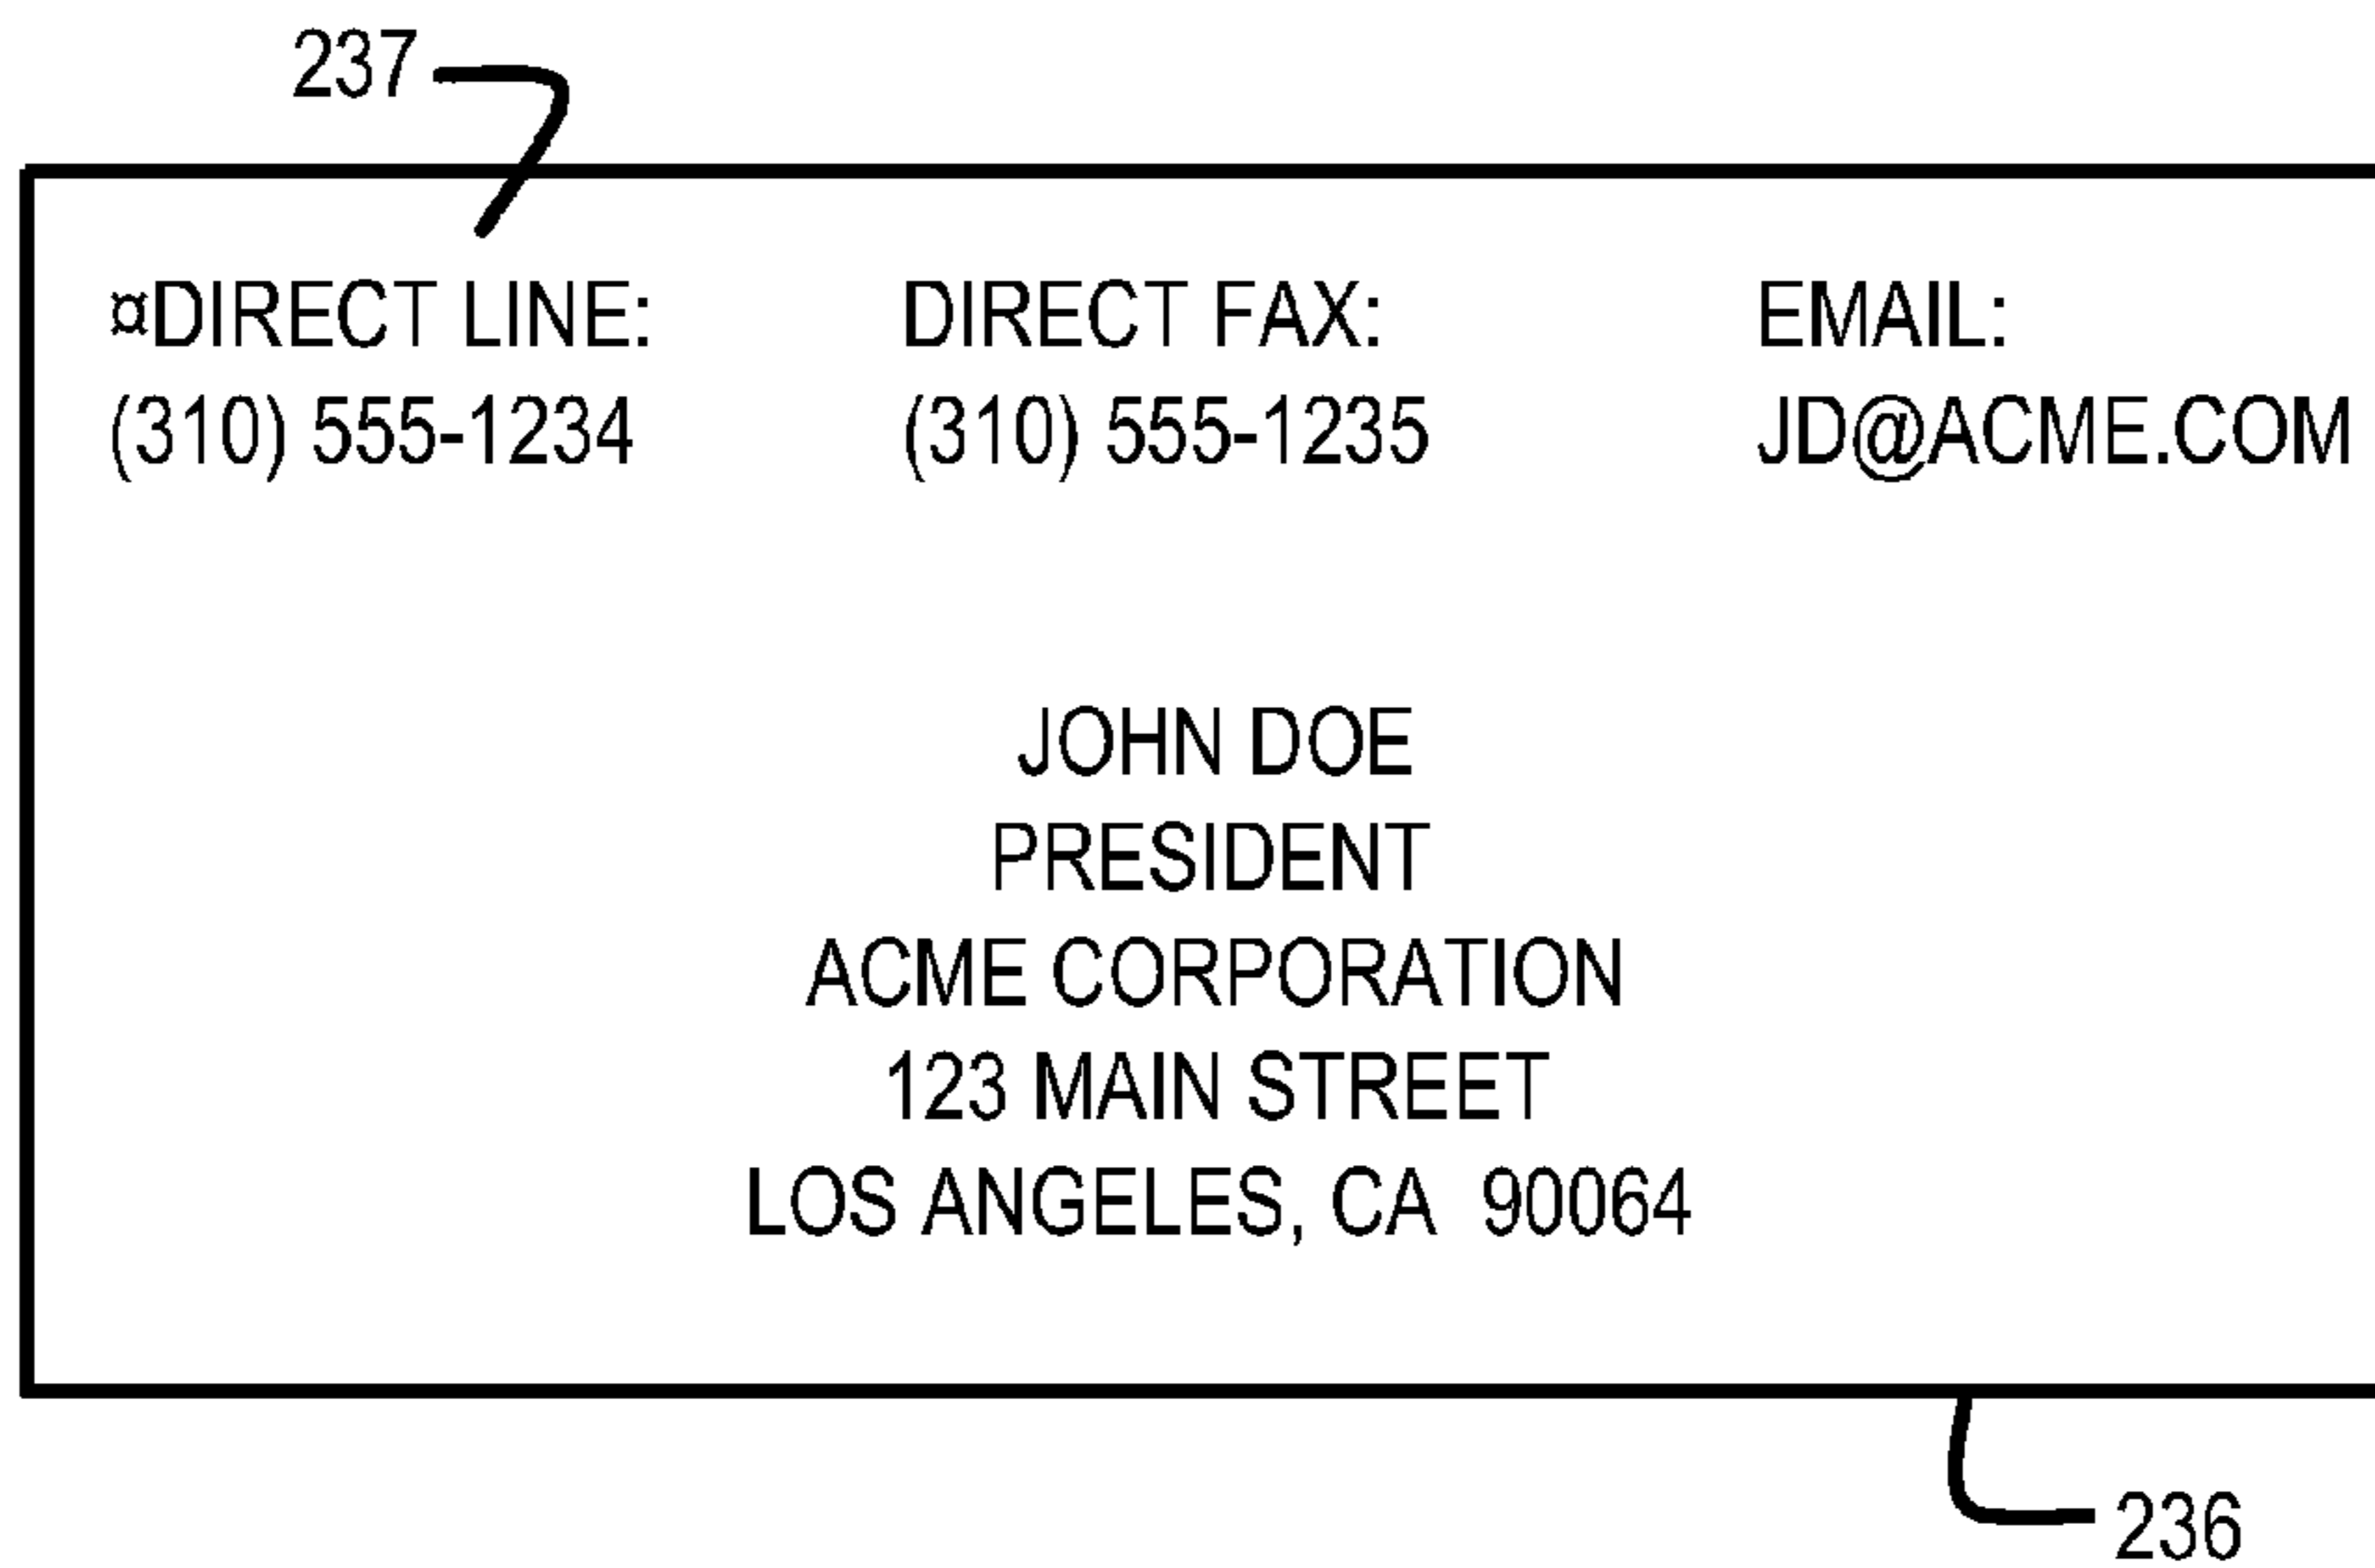 237
¤DIRECT LINE: DIRECT FAX: EMAIL:
(310) 555-1234 (310) 555-1235 JD@ACME.COM
JOHN DOE
PRESIDENT
ACME CORPORATION
123 MAIN STREET
LOS ANGELES, CA 90064
236